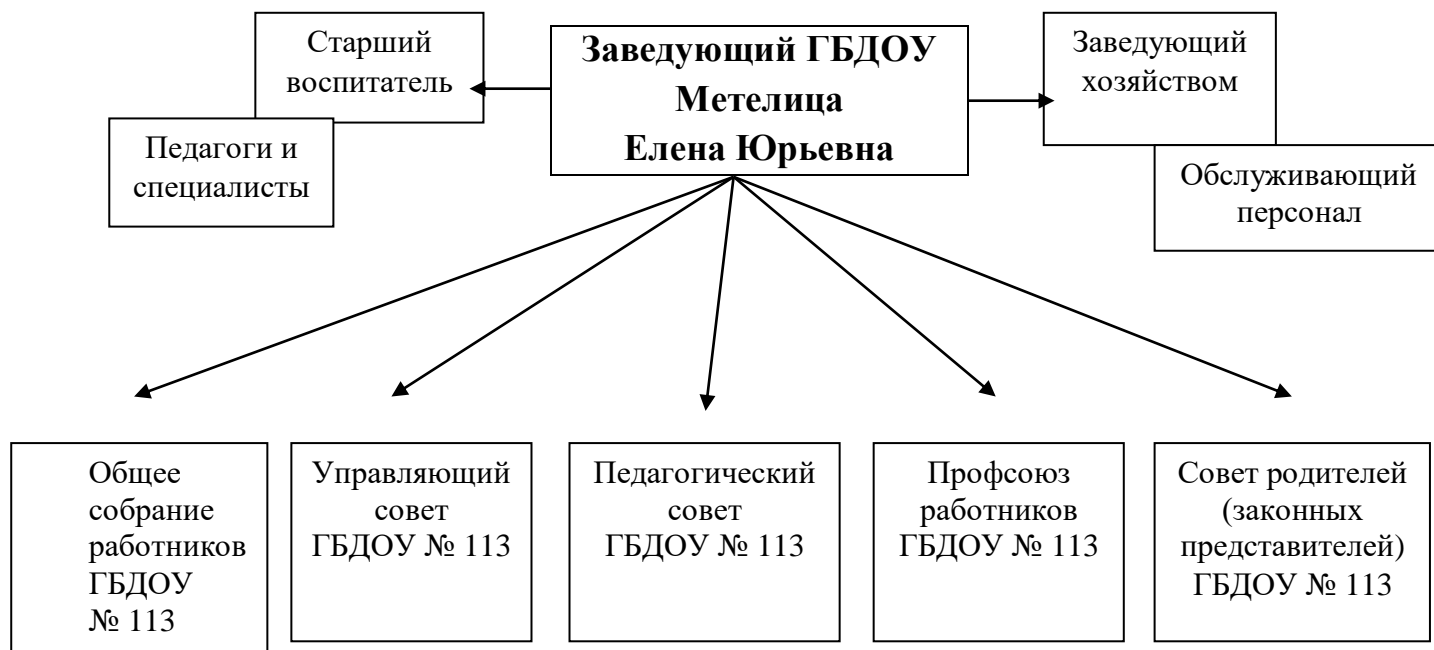 Старший
воспитатель
Педагоги и
специалисты
Заведующий ГБДОУ
Метелица
Елена Юрьевна
Заведующий
хозяйством
Обслуживающий
персонал
Общее
собрание
работников
ГБДОУ
№ 113
Управляющий
совет
ГБДОУ № 113
Педагогический
совет
ГБДОУ № 113
Профсоюз
работников
ГБДОУ № 113
Совет родителей
(законных
представителей)
ГБДОУ № 113